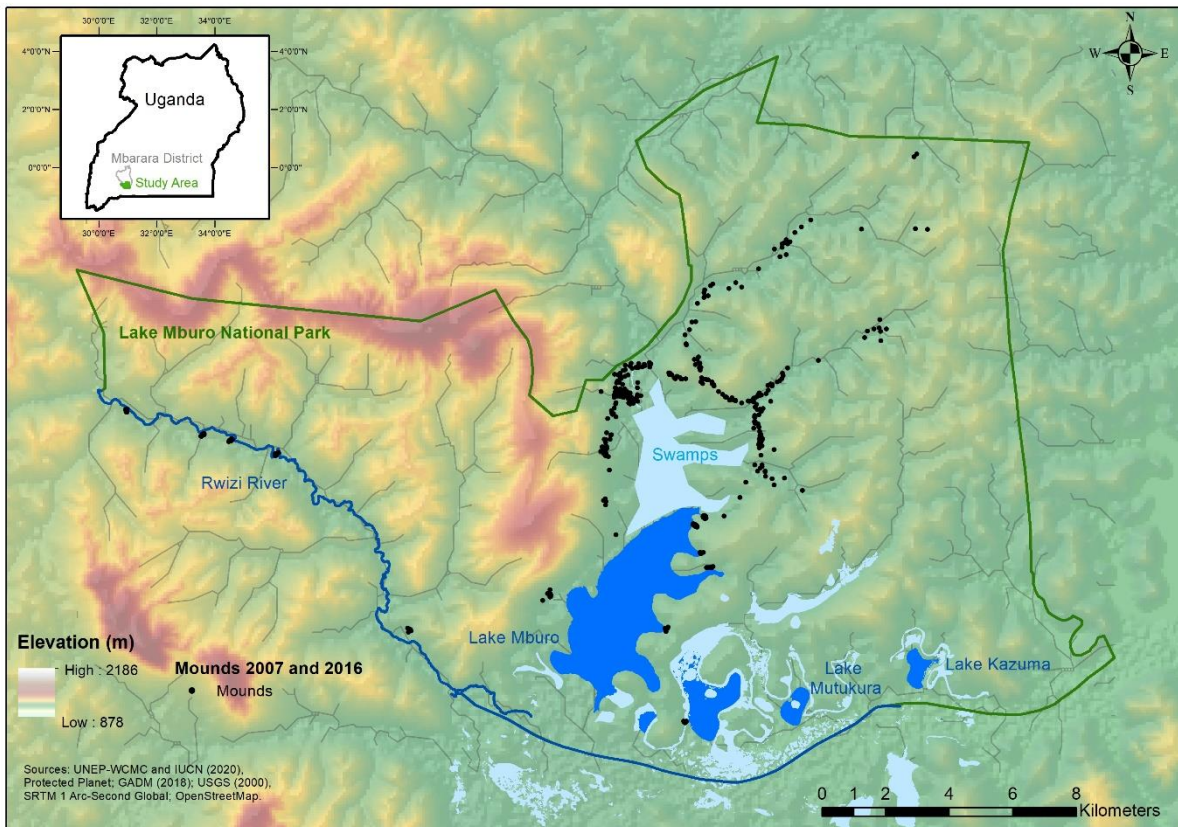 30°0'0"E 32°0'0"E 34°0'0"E
4°0'0"N
2°0'0"N
0°0'0"
4°0'0"N
2°0'0"N
0°0'0"
Uganda
Mbarara District
Study Area
30°0'0"E 32°0'0"E 34°0'0"E
N
W E
S
Lake Mburo National Park
Rwizi River
Swamps
Lake Mburo
Lake
Mutukura
Lake Kazuma
Elevation (m)
High : 2186
Low : 878
Mounds 2007 and 2016
Mounds
Sources: UNEP-WCMC and IUCN (2020),
Protected Planet; GADM (2018); USGS (2000),
SRTM 1 Arc-Second Global; OpenStreetMap.
0 1 2 4 6 8
Kilometers